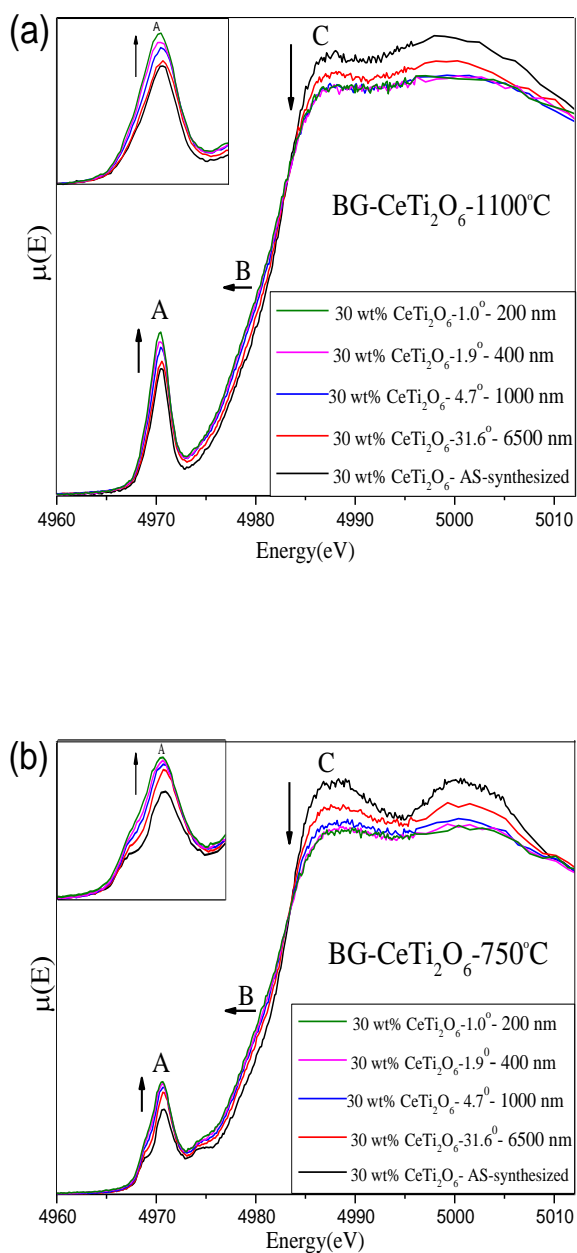 (a)
A
A
B
C
BG-CeTi₂O₆-1100°C
μ(E)
30 wt% CeTi₂O₆-1.0°- 200 nm
30 wt% CeTi₂O₆-1.9°- 400 nm
30 wt% CeTi₂O₆- 4.7°- 1000 nm
30 wt% CeTi₂O₆-31.6°- 6500 nm
30 wt% CeTi₂O₆- AS-synthesized
4960 4970 4980 4990 5000 5010
Energy(eV)
(b)
A
A
B
C
BG-CeTi₂O₆-750°C
μ(E)
30 wt% CeTi₂O₆-1.0°- 200 nm
30 wt% CeTi₂O₆-1.9⁰- 400 nm
30 wt% CeTi₂O₆- 4.7⁰- 1000 nm
30 wt% CeTi₂O₆-31.6⁰- 6500 nm
30 wt% CeTi₂O₆- AS-synthesized
4960 4970 4980 4990 5000 5010
Energy(eV)